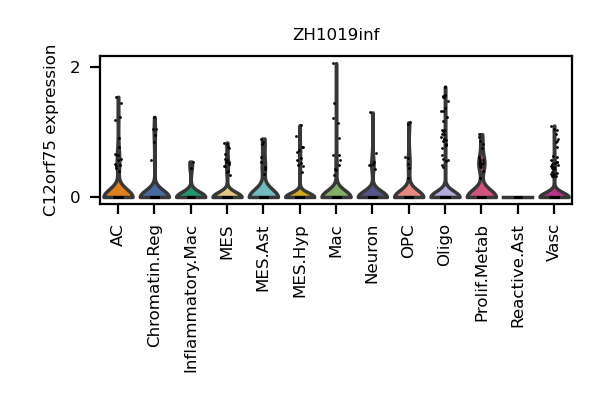 ZH1019inf
C12orf75 expression
2
0
AC
Chromatin.Reg
Inflammatory.Mac
MES
MES.Ast
MES.Hyp
Mac
Neuron
OPC
Oligo
Prolif.Metab
Reactive.Ast
Vasc